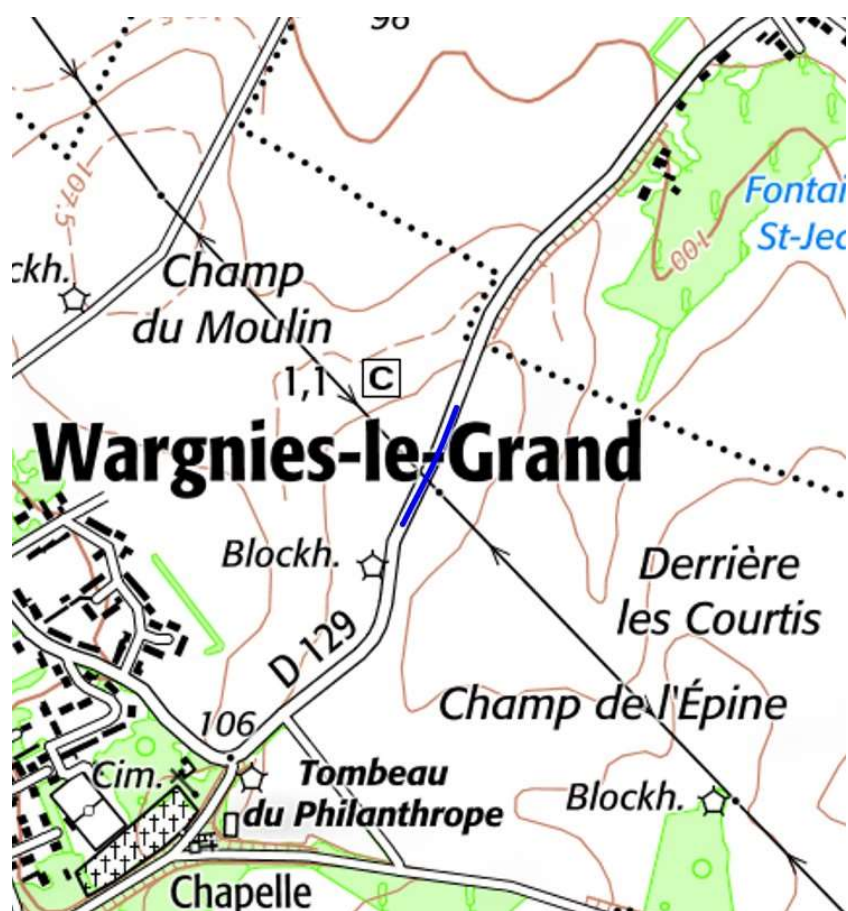 96
107.5
Fontai
St-Jea
100
ckh.
Champ
du Moulin
1,1 C
Wargnies-le-Grand
Blockh.
Derrière
les Courtis
D 129
Champ de l'Épine
106
Cim.
Tombeau
du Philanthrope
Blockh.
Chapelle